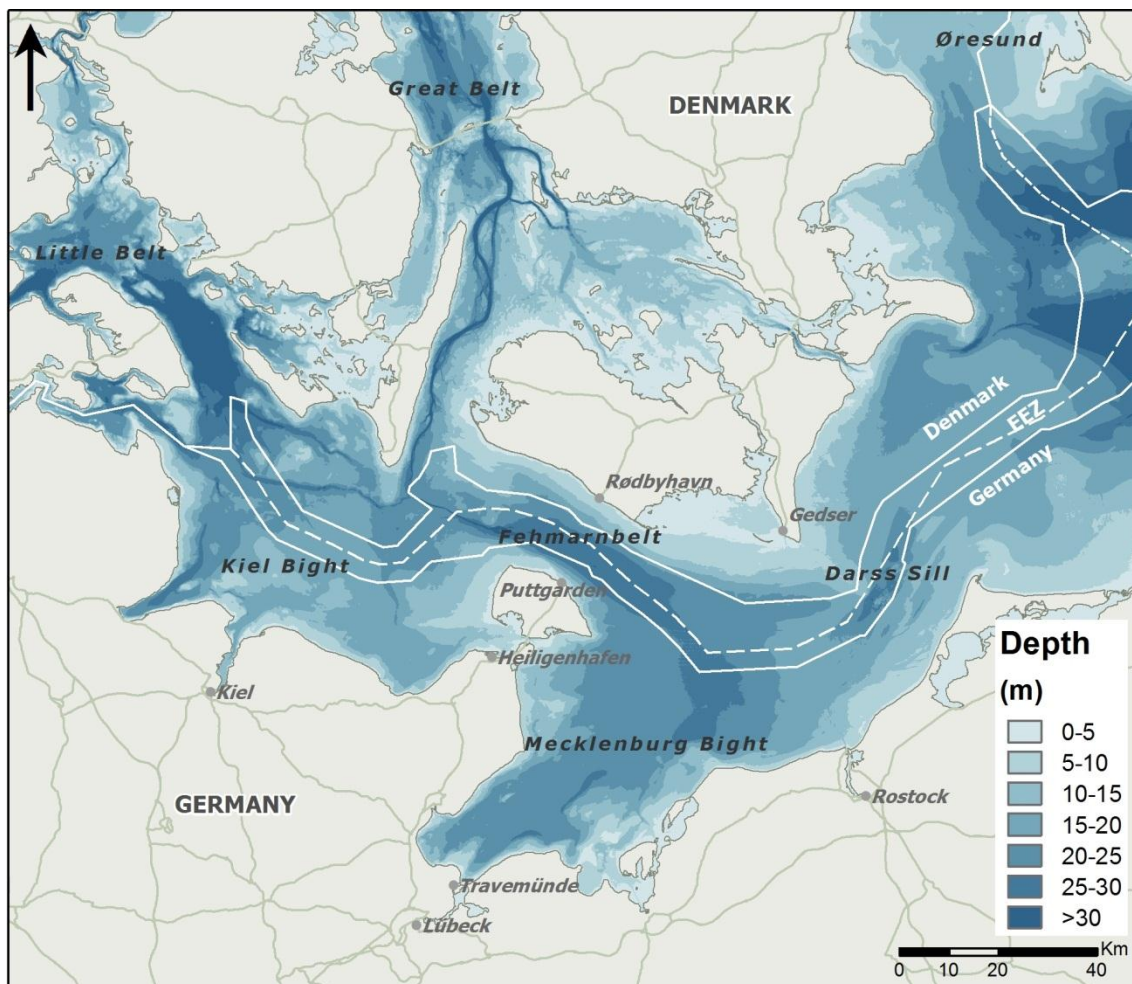 Øresund
Great Belt
DENMARK
Little Belt
Denmark
EEZ
Germany
Rødbyhavn
Gedser
Fehmarnbelt
Kiel Bight
Darss Sill
Puttgarden
Heiligenhafen
Kiel
Mecklenburg Bight
GERMANY
Rostock
Travemünde
Lübeck
Depth
(m)
0-5
5-10
10-15
15-20
20-25
25-30
>30
Km
0 10 20 40